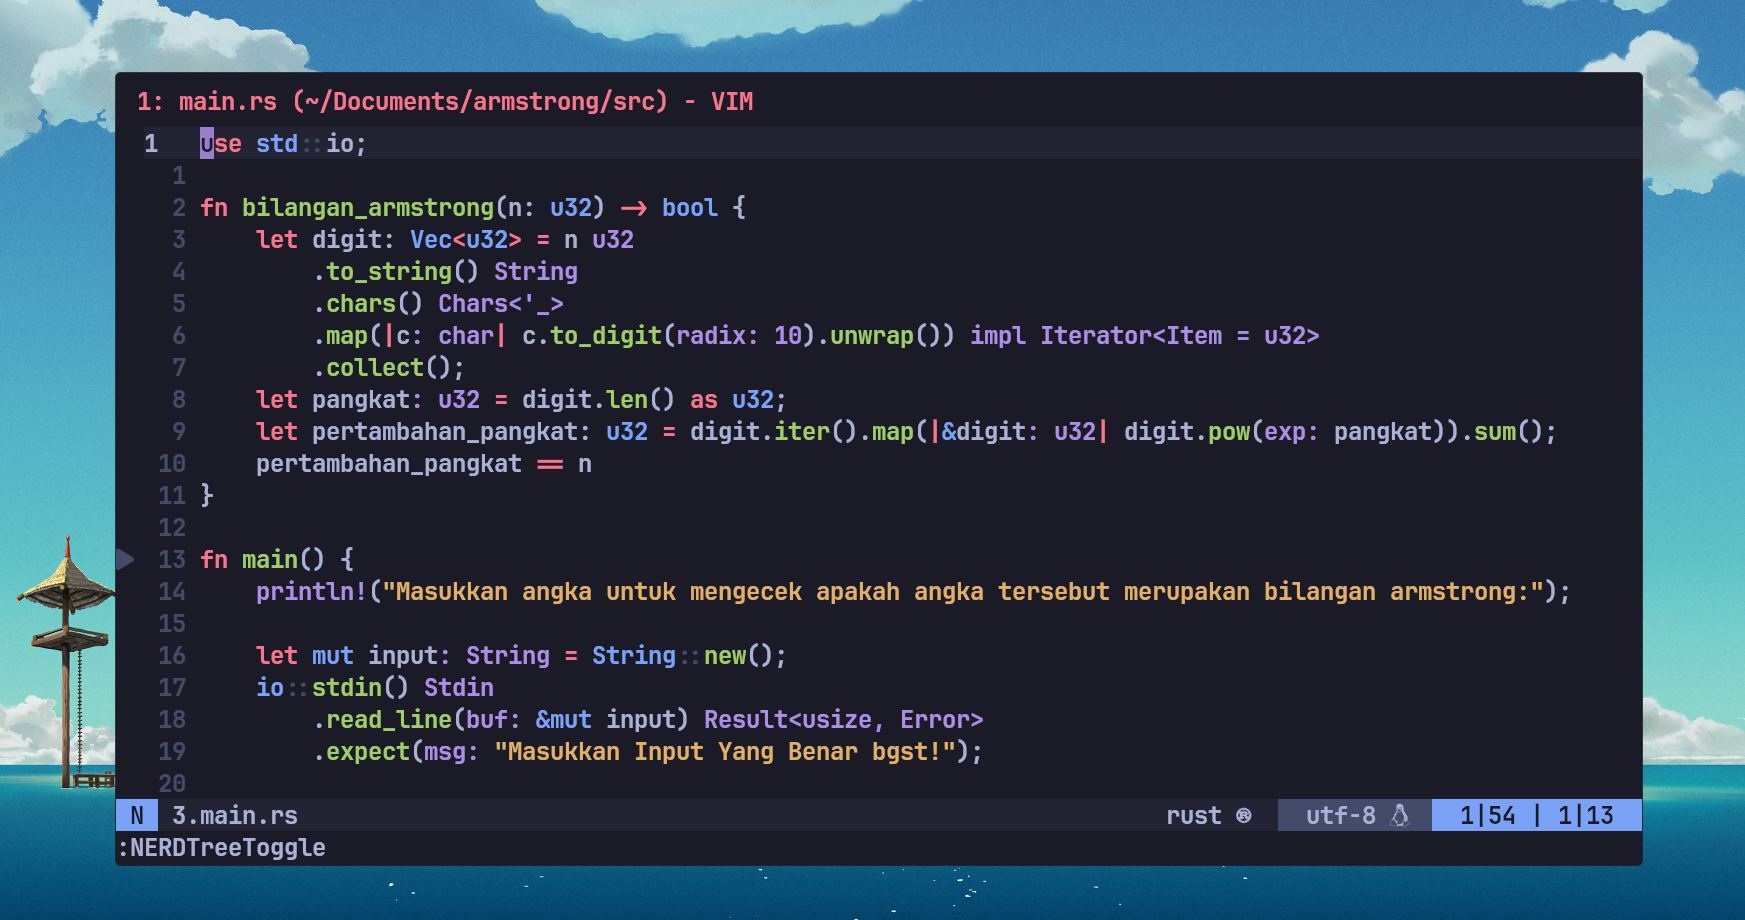 1: main.rs (~/Documents/armstrong/src) - VIM
1 use std::io;
1
2 fn bilangan_armstrong(n: u32) -> bool {
3 let digit: Vec<u32> = n u32
4 .to_string() String
5 .chars() Chars<'_>
6 .map(|c: char| c.to_digit(radix: 10).unwrap()) impl Iterator<Item = u32>
7 .collect();
8 let pangkat: u32 = digit.len() as u32;
9 let pertambahan_pangkat: u32 = digit.iter().map(|&digit: u32| digit.pow(exp: pangkat)).sum();
10 pertambahan_pangkat == n
11 }
12
13 fn main() {
14 println!("Masukkan angka untuk mengecek apakah angka tersebut merupakan bilangan armstrong:");
15
16 let mut input: String = String::new();
17 io::stdin() Stdin
18 .read_line(buf: &mut input) Result<usize, Error>
19 .expect(msg: "Masukkan Input Yang Benar bgst!");
20
N 3.main.rs rust ® utf-8 1|54 | 1|13
:NERDTreeToggle